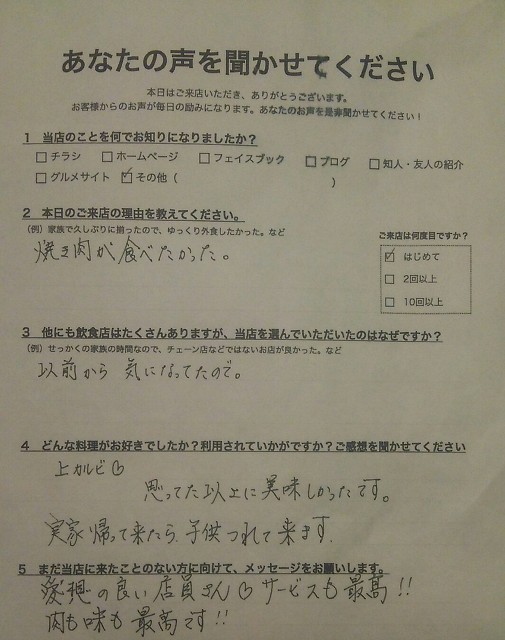 あなたの声を聞かせてください
本日はご来店いただき、ありがとうございます。
お客様からのお声が毎日の励みになります。あなたのお声を是非聞かせてください！
1 当店のことを何でお知りになりましたか？
□ チラシ □ ホームページ □ フェイスブック □ ブログ □ 知人・友人の紹介
□ グルメサイト ☑ その他（ ）
2 本日のご来店の理由を教えてください。
（例）家族で久しぶりに揃ったので、ゆっくり外食したかった。など
焼き肉が食べたかった。
ご来店は何度目ですか？
☑ はじめて
□ 2回以上
□ 10回以上
3 他にも飲食店はたくさんありますが、当店を選んでいただいたのはなぜですか？
（例）せっかくの家族の時間なので、チェーン店などではないお店が良かった。など
以前から 気になってたので。
4 どんな料理がお好きでしたか？利用されていかがですか？ご感想を聞かせてください
上カルビ♡
思ってた以上に美味しかったです。
実家帰って来たら、子供つれて来ます。
5 まだ当店に来たことのない方に向けて、メッセージをお願いします。
愛想の良い店員さん♡ サービスも最高!!
肉も味も最高です!!